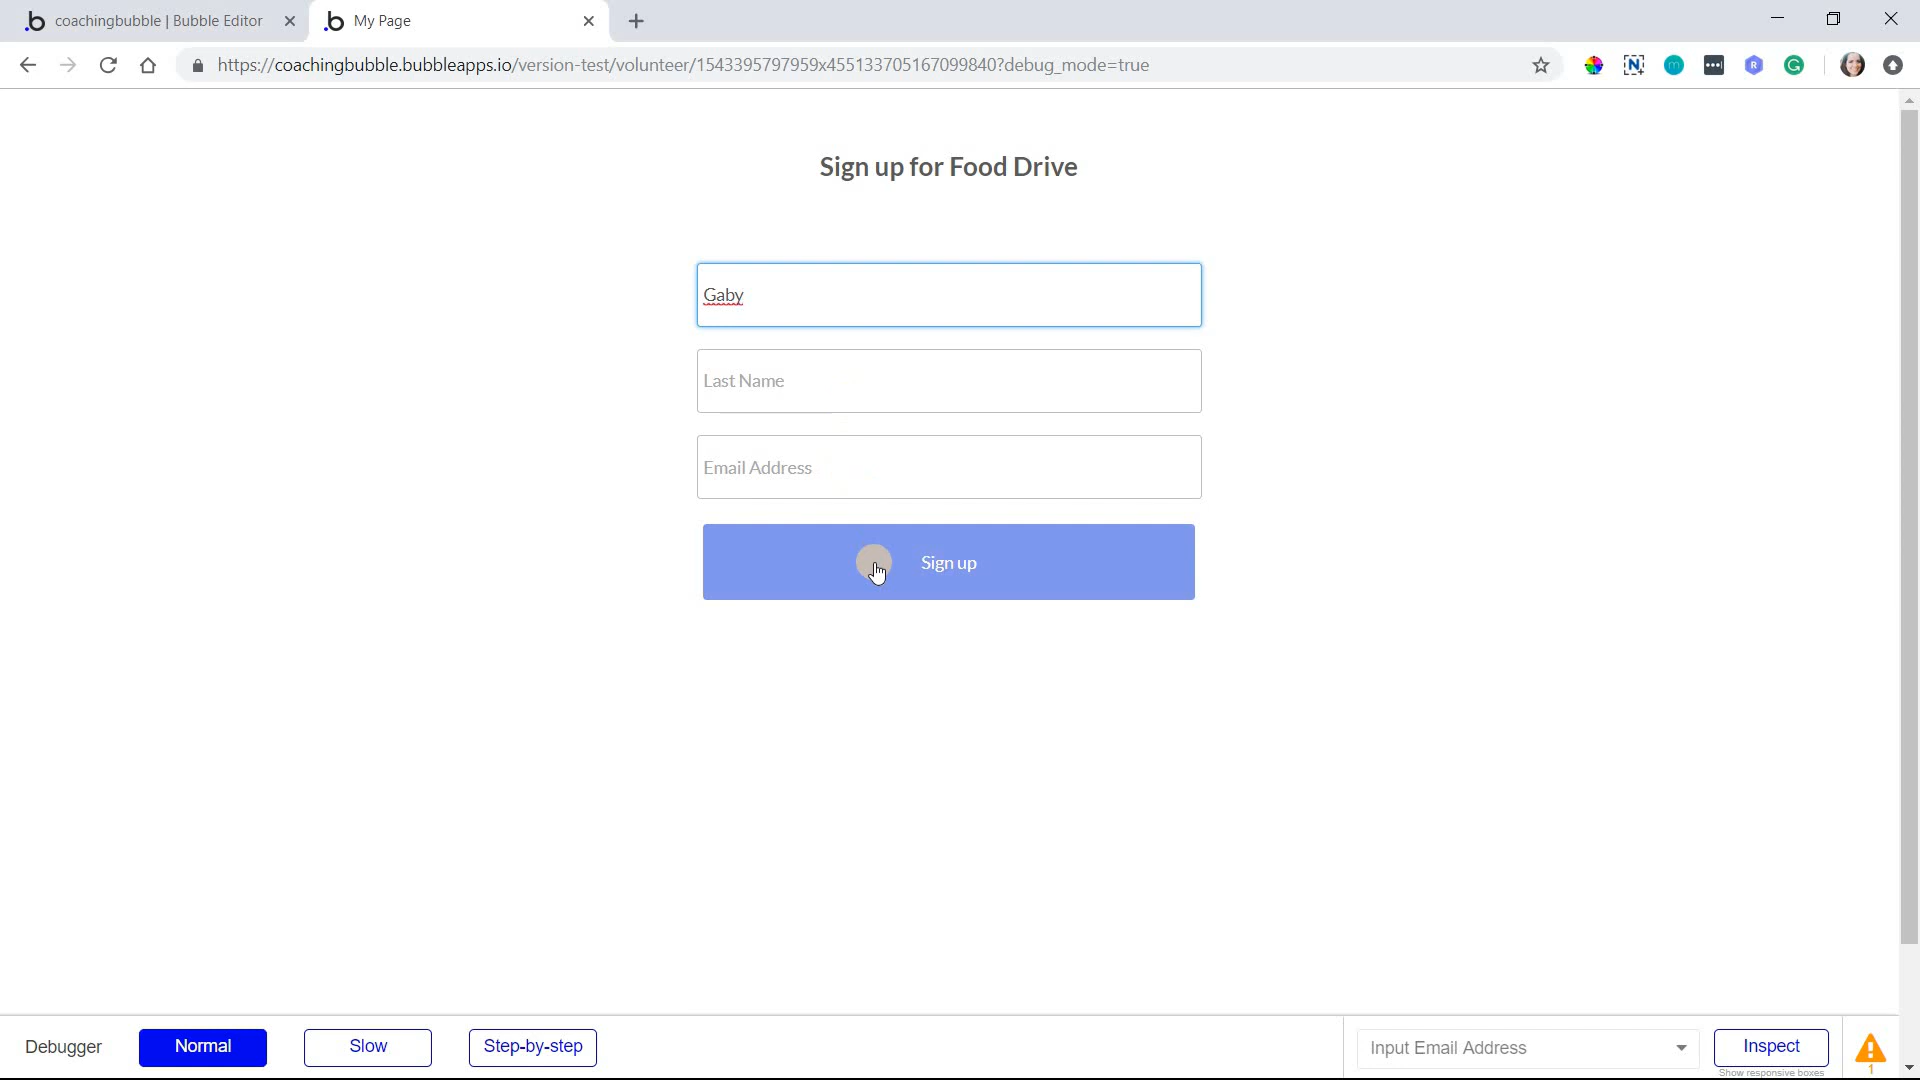 coachingbubble | Bubble Editor
My Page
https://coachingbubble.bubbleapps.io/version-test/volunteer/1543395797959x455133705167099840?debug_mode=true
Sign up for Food Drive
Gaby
Last Name
Email Address
Sign up
Debugger
Normal
Slow
Step-by-step
Input Email Address
Inspect
Show responsive boxes
1